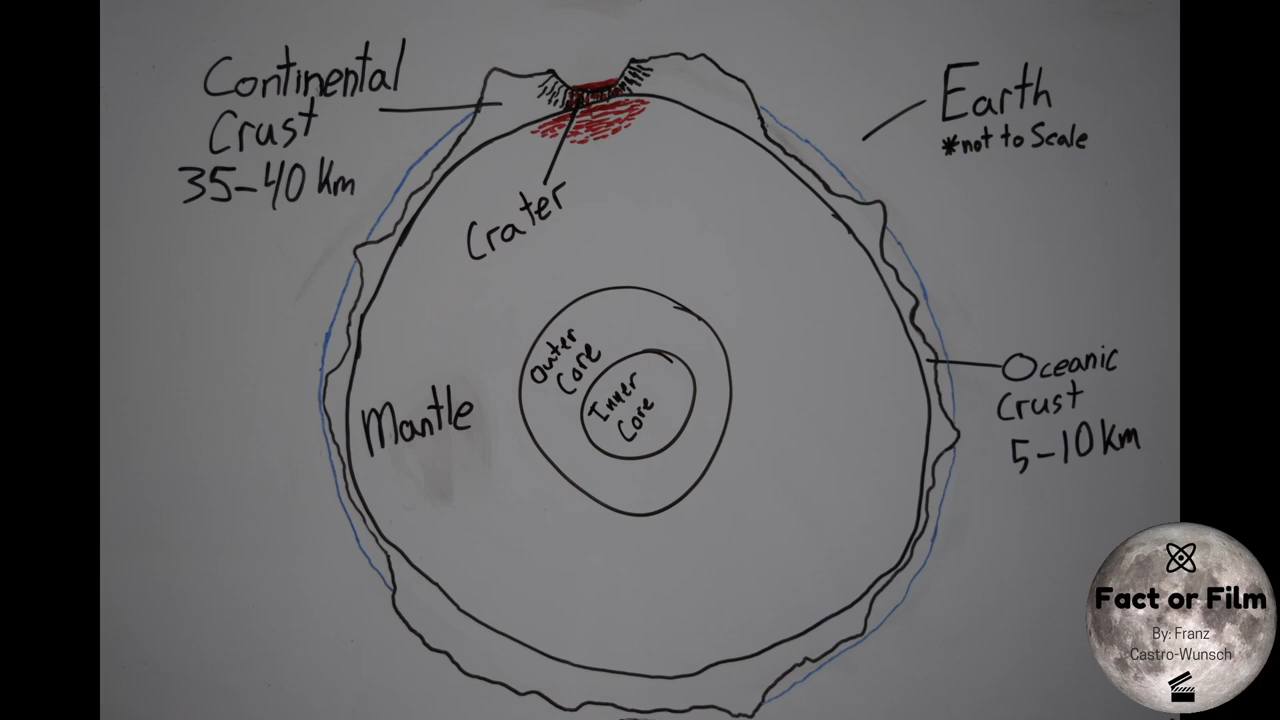 Continental
Crust
35-40 Km
Earth
*not to Scale
Crater
Outer
Core
Inner
Core
Mantle
Oceanic
Crust
5-10 Km
Fact or Film
By: Franz
Castro-Wunsch